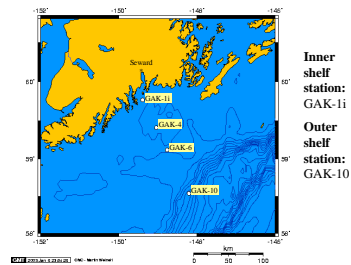 -152° -150° -148° -146°
Seward
60°
GAK-1i
GAK-4
GAK-6
59°
GAK-10
58°
-152° -150° -148° -146°
km
0 50 100
Inner
shelf
station:
GAK-1i
Outer
shelf
station:
GAK-10